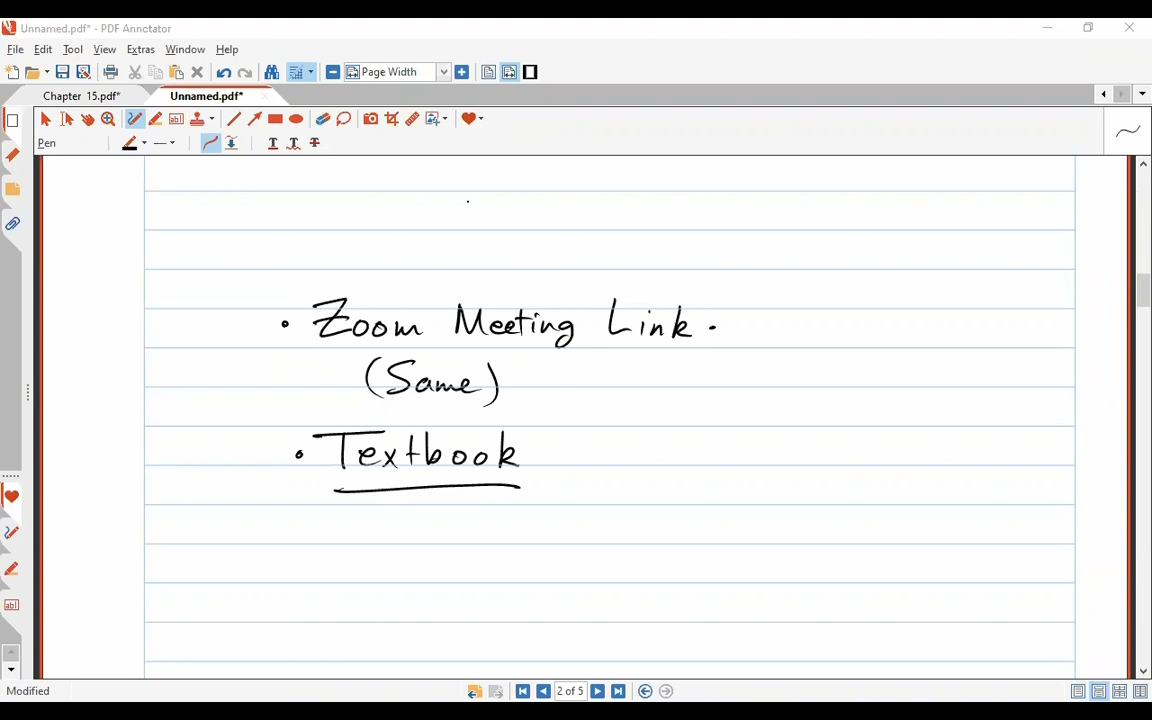 Unnamed.pdf* - PDF Annotator
File Edit Tool View Extras Window Help
Page Width
Chapter 15.pdf* Unnamed.pdf*
Pen
• Zoom Meeting Link.
(Same)
• Textbook
Modified
2 of 5